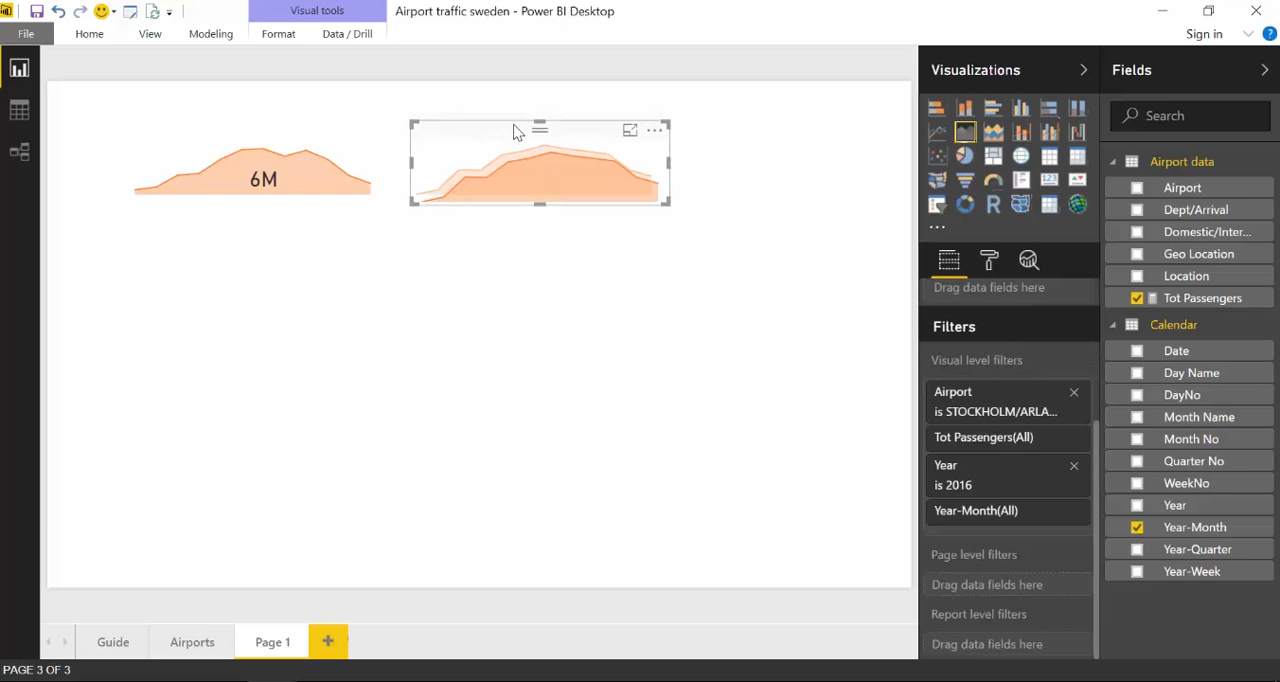 Visual tools
Airport traffic sweden - Power BI Desktop
File
Home
View
Modeling
Format
Data / Drill
Sign in
?
6M
Visualizations
Drag data fields here
Filters
Visual level filters
Airport
is STOCKHOLM/ARLA...
Tot Passengers(All)
Year
is 2016
Year-Month(All)
Page level filters
Drag data fields here
Report level filters
Drag data fields here
Fields
Search
Airport data
Airport
Dept/Arrival
Domestic/Inter...
Geo Location
Location
Tot Passengers
Calendar
Date
Day Name
DayNo
Month Name
Month No
Quarter No
WeekNo
Year
Year-Month
Year-Quarter
Year-Week
Guide
Airports
Page 1
PAGE 3 OF 3